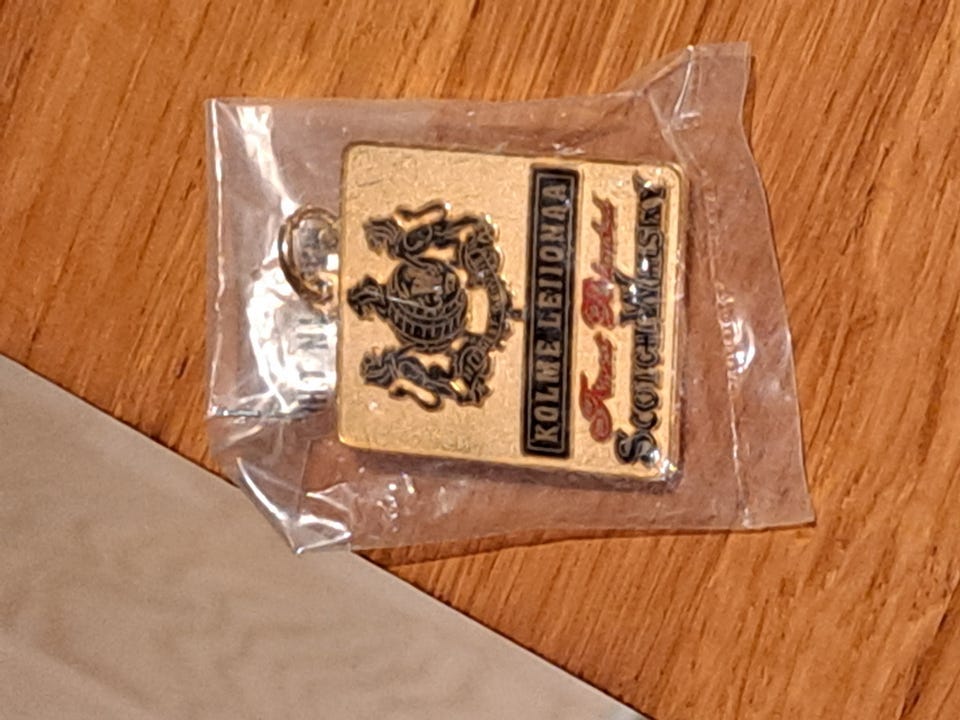 KOLME LEIJONAA
Finest Blended
SCOTCH WHISKY